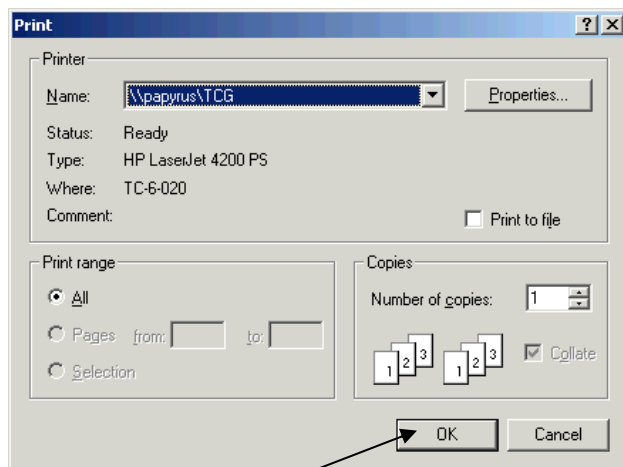 Print
Printer
Name: \\papyrus\TCG Properties...
Status: Ready
Type: HP LaserJet 4200 PS
Where: TC-6-020
Comment: Print to file
Print range Copies
All Number of copies: 1
Pages from: to:
1 2 3 1 2 3 Collate
Selection
OK Cancel